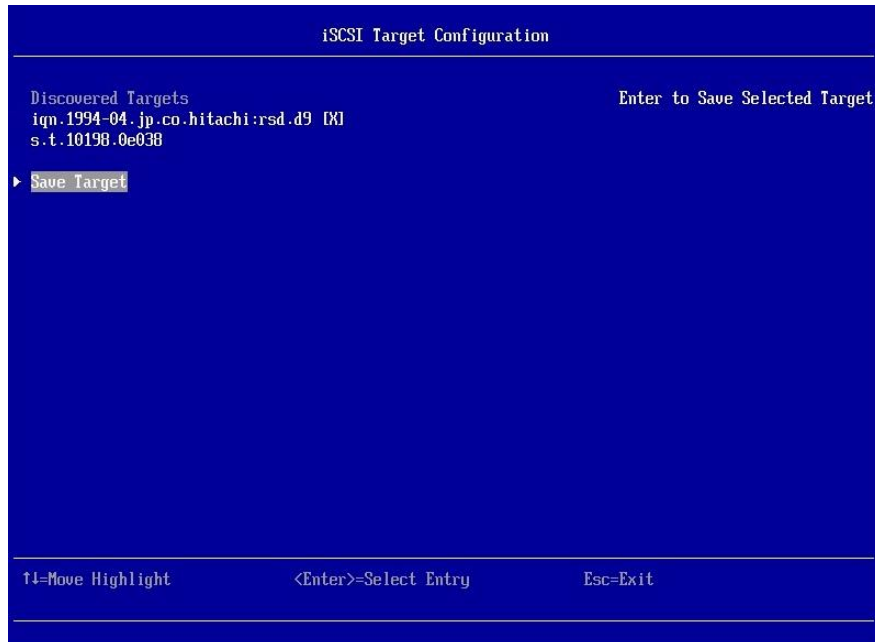 iSCSI Target Configuration
Discovered Targets
Enter to Save Selected Target
iqn.1994-04.jp.co.hitachi:rsd.d9 [X]
s.t.10198.0e038
Save Target
↑↓=Move Highlight
<Enter>=Select Entry
Esc=Exit